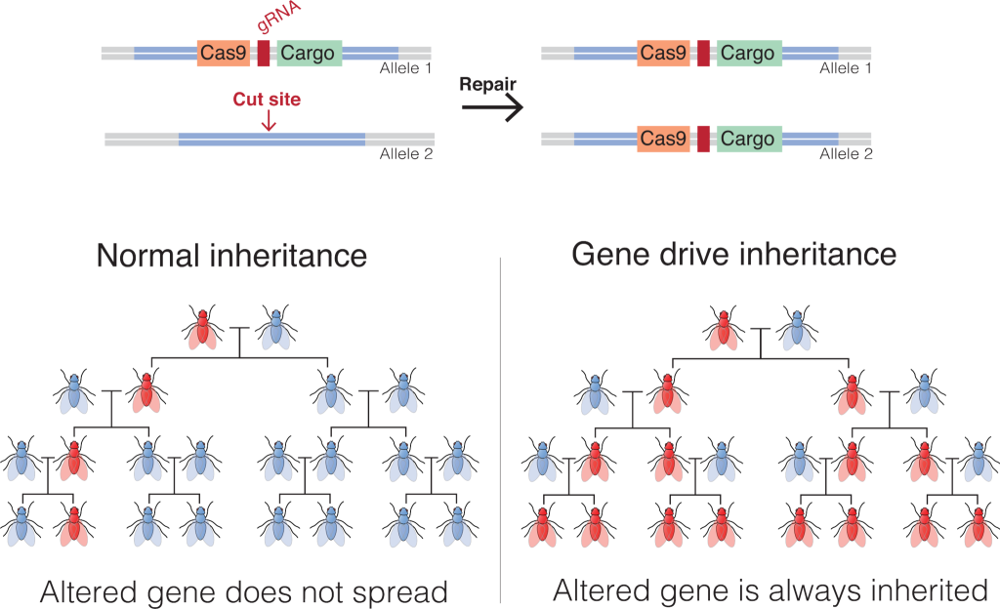 gRNA
Cas9 Cargo
Allele 1
Cut site
Allele 2
Repair
Cas9 Cargo
Allele 1
Cas9 Cargo
Allele 2
Normal inheritance
Gene drive inheritance
Altered gene does not spread
Altered gene is always inherited